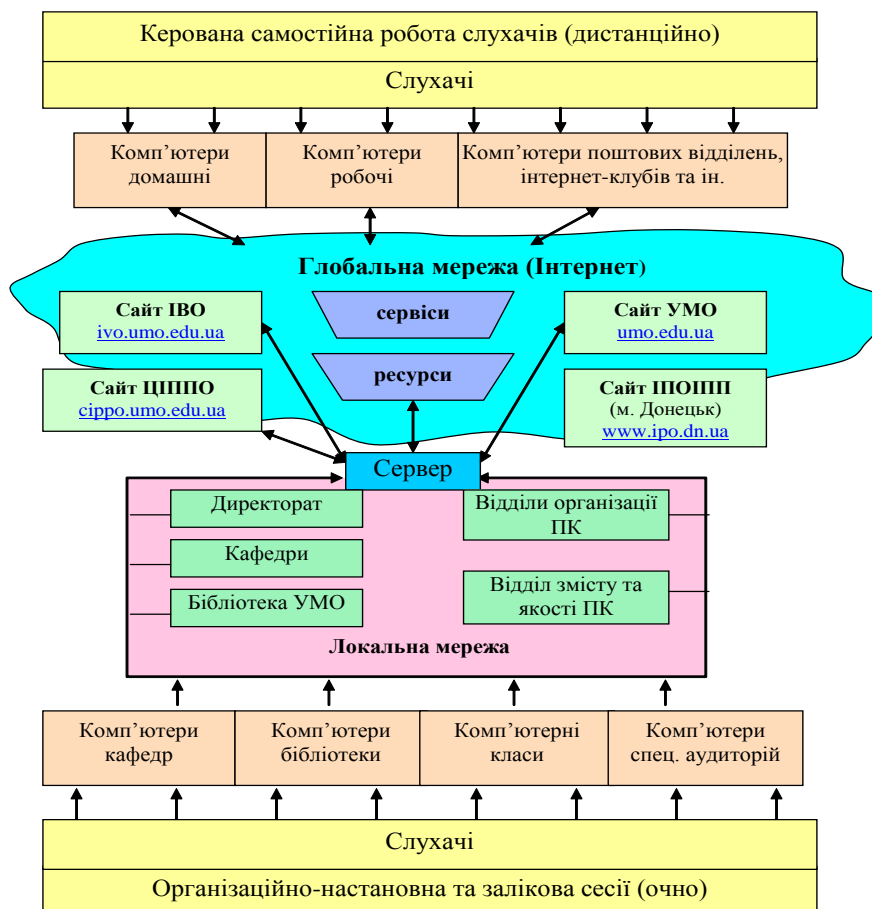 Керована самостійна робота слухачів (дистанційно)
Слухачі
Комп’ютери
домашні
Комп’ютери
робочі
Комп’ютери поштових відділень,
інтернет-клубів та ін.
Глобальна мережа (Інтернет)
Сайт ІВО
ivo.umo.edu.ua
сервіси
Сайт УМО
umo.edu.ua
Сайт ЦІППО
cippo.umo.edu.ua
ресурси
Сайт ІПОІПП
(м. Донецьк)
www.ipo.dn.ua
Сервер
Директорат
Кафедри
Бібліотека УМО
Відділи організації
ПК
Відділ змісту та
якості ПК
Локальна мережа
Комп’ютери
кафедр
Комп’ютери
бібліотеки
Комп’ютерні
класи
Комп’ютери
спец. аудиторій
Слухачі
Організаційно-настановна та залікова сесії (очно)